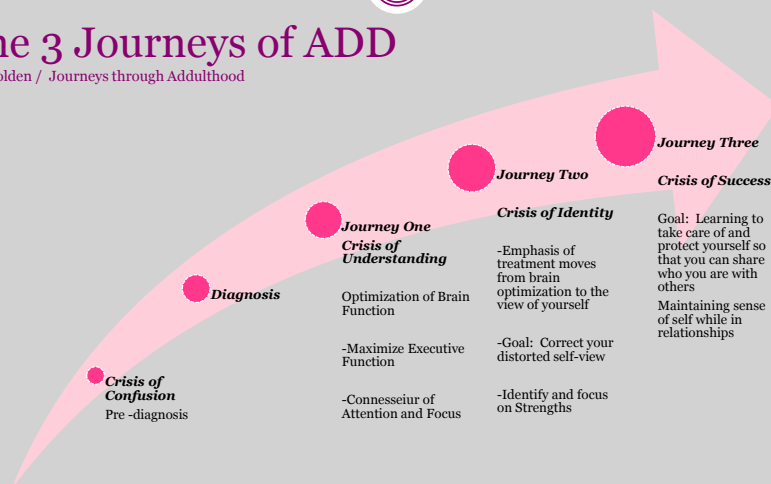 3 Journeys of ADD
/ Journeys through Addulthood
Crisis of
Confusion
Pre -diagnosis
Diagnosis
Journey One
Crisis of
Understanding
Optimization of Brain
Function
-Maximize Executive
Function
-Connesseiur of
Attention and Focus
Journey Two
Crisis of Identity
-Emphasis of
treatment moves
from brain
optimization to the
view of yourself
-Goal: Correct your
distorted self-view
-Identify and focus
on Strengths
Journey Three
Crisis of Success
Goal: Learning to
take care of and
protect yourself so
that you can share
who you are with
others
Maintaining sense
of self while in
relationships